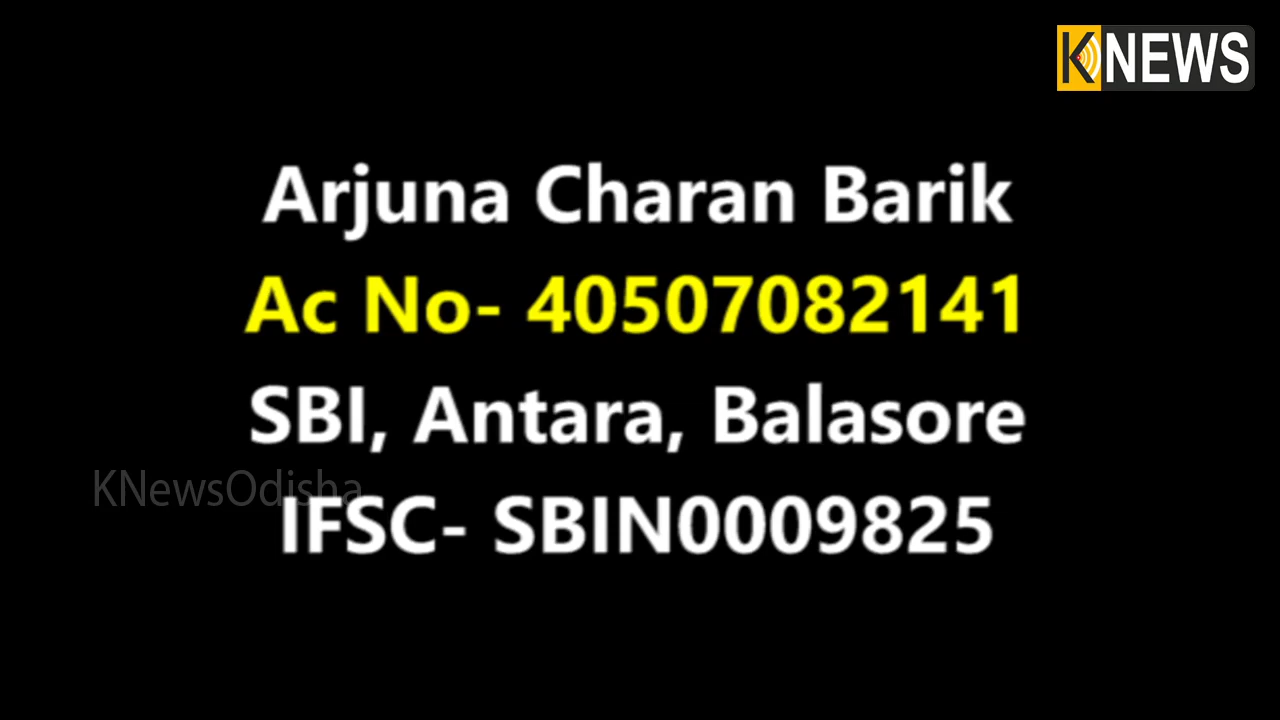 KNEWS
Arjuna Charan Barik
Ac No- 40507082141
SBI, Antara, Balasore
KNewsOdisha
IFSC- SBIN0009825